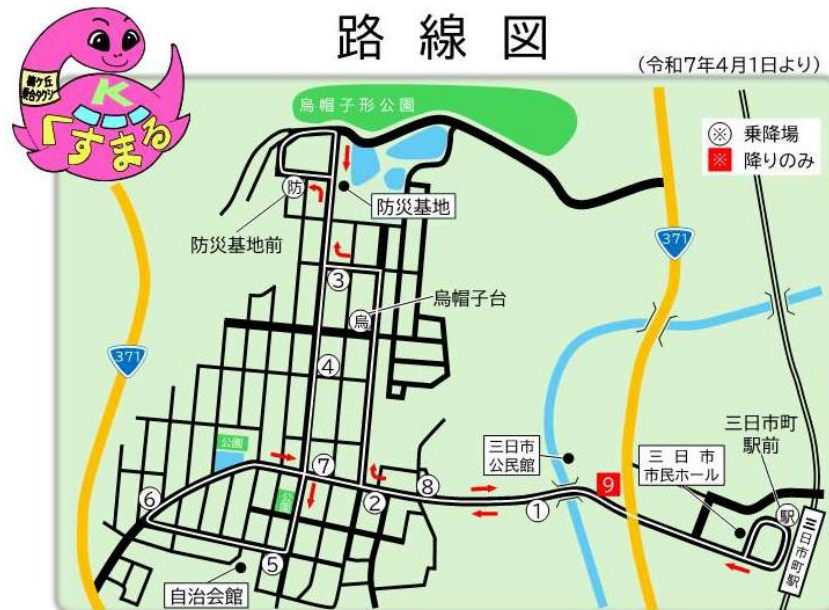 路線図
(令和7年4月1日より)
鶴ケ丘
乗合タクシー
K
くすまる
烏帽子形公園
※ 乗降場
※ 降りのみ
防
防災基地
防災基地前
371
3
烏帽子台
烏
371
4
三日市町
駅前
公園
三日市
公民館
三日市
市民ホール
7
9
6
公園
2
8
1
駅
5
三日市町駅
自治会館